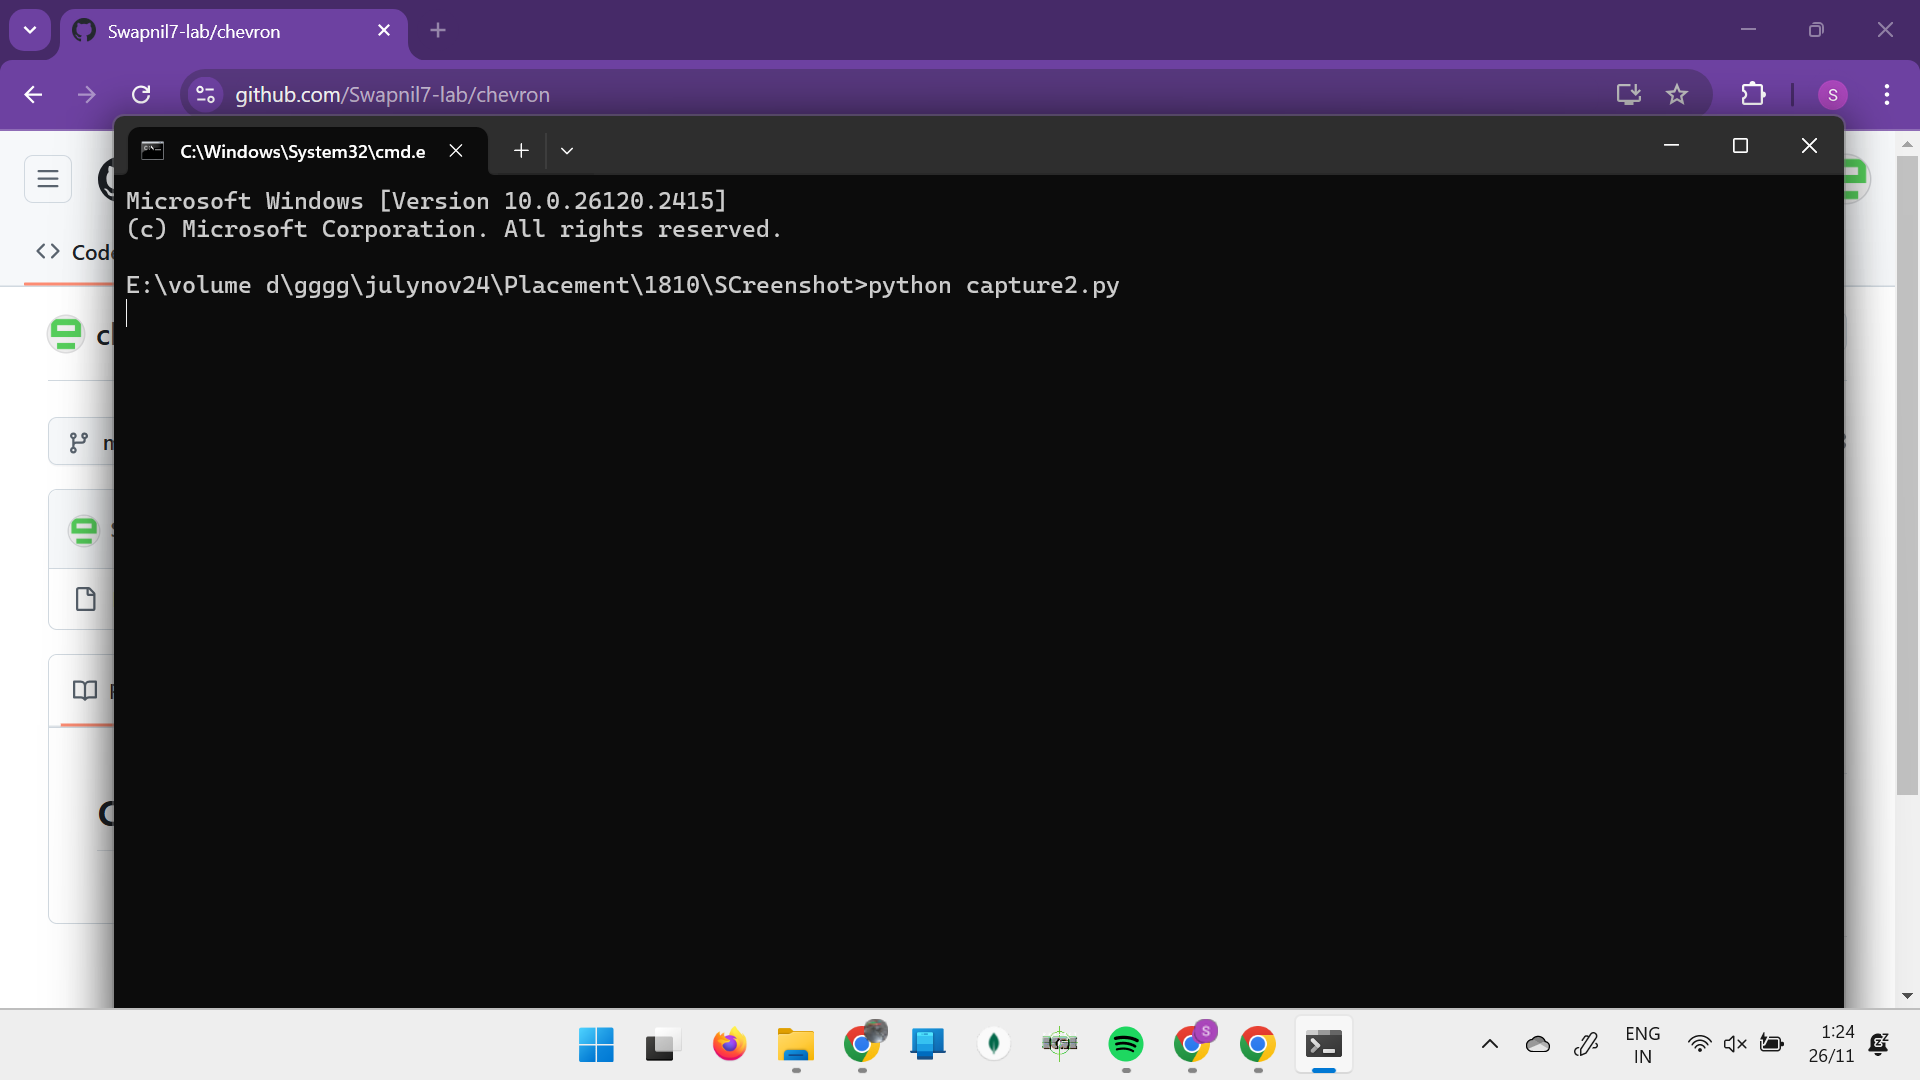 Swapnil7-lab/chevron
github.com/Swapnil7-lab/chevron
S
C:\Windows\System32\cmd.e
Microsoft Windows [Version 10.0.26120.2415]
(c) Microsoft Corporation. All rights reserved.
E:\volume d\gggg\julynov24\Placement\1810\SCreenshot>python capture2.py
Code
S
ENG
IN
1:24
26/11